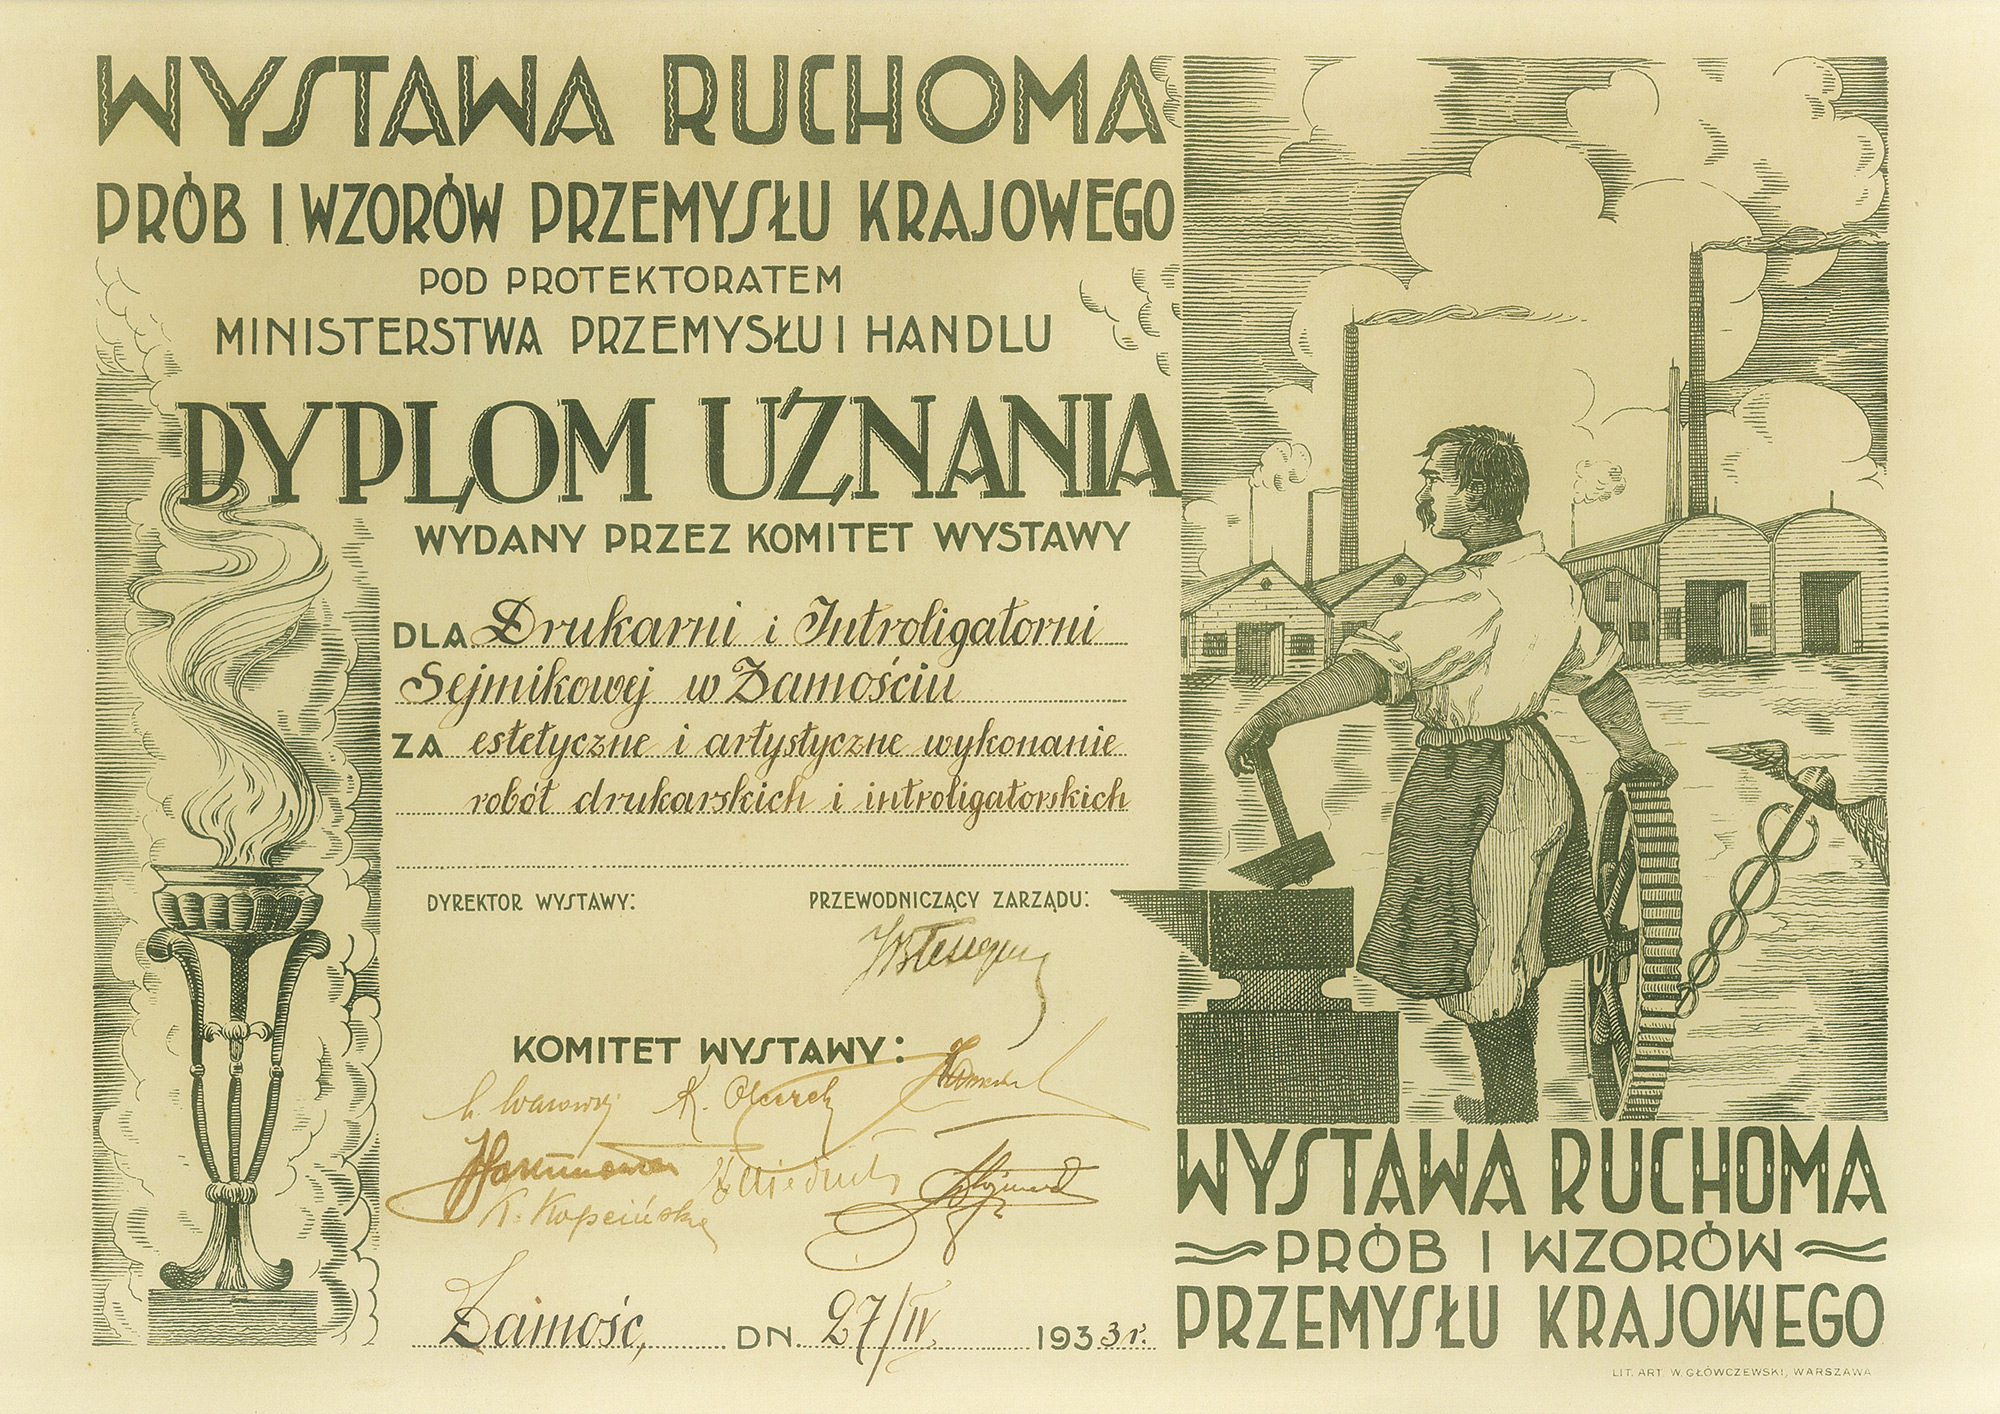 WYSTAWA RUCHOMA
PRÓB I WZORÓW PRZEMYSŁU KRAJOWEGO
POD PROTEKTORATEM
MINISTERSTWA PRZEMYSŁU I HANDLU
DYPLOM UZNANIA
WYDANY PRZEZ KOMITET WYSTAWY
DLA Drukarni i Introligatorni
Sejmikowej w Zamościu
ZA estetyczne i artystyczne wykonanie
robót drukarskich i introligatorskich
DYREKTOR WYSTAWY:
PRZEWODNICZĄCY ZARZĄDU:
KOMITET WYSTAWY:
K.
K. Kopciński
Zamość, DN. 27/IV 1933 r.
WYSTAWA RUCHOMA
PRÓB I WZORÓW
PRZEMYSŁU KRAJOWEGO
LIT. ART. W. GŁÓWCZEWSKI, WARSZAWA